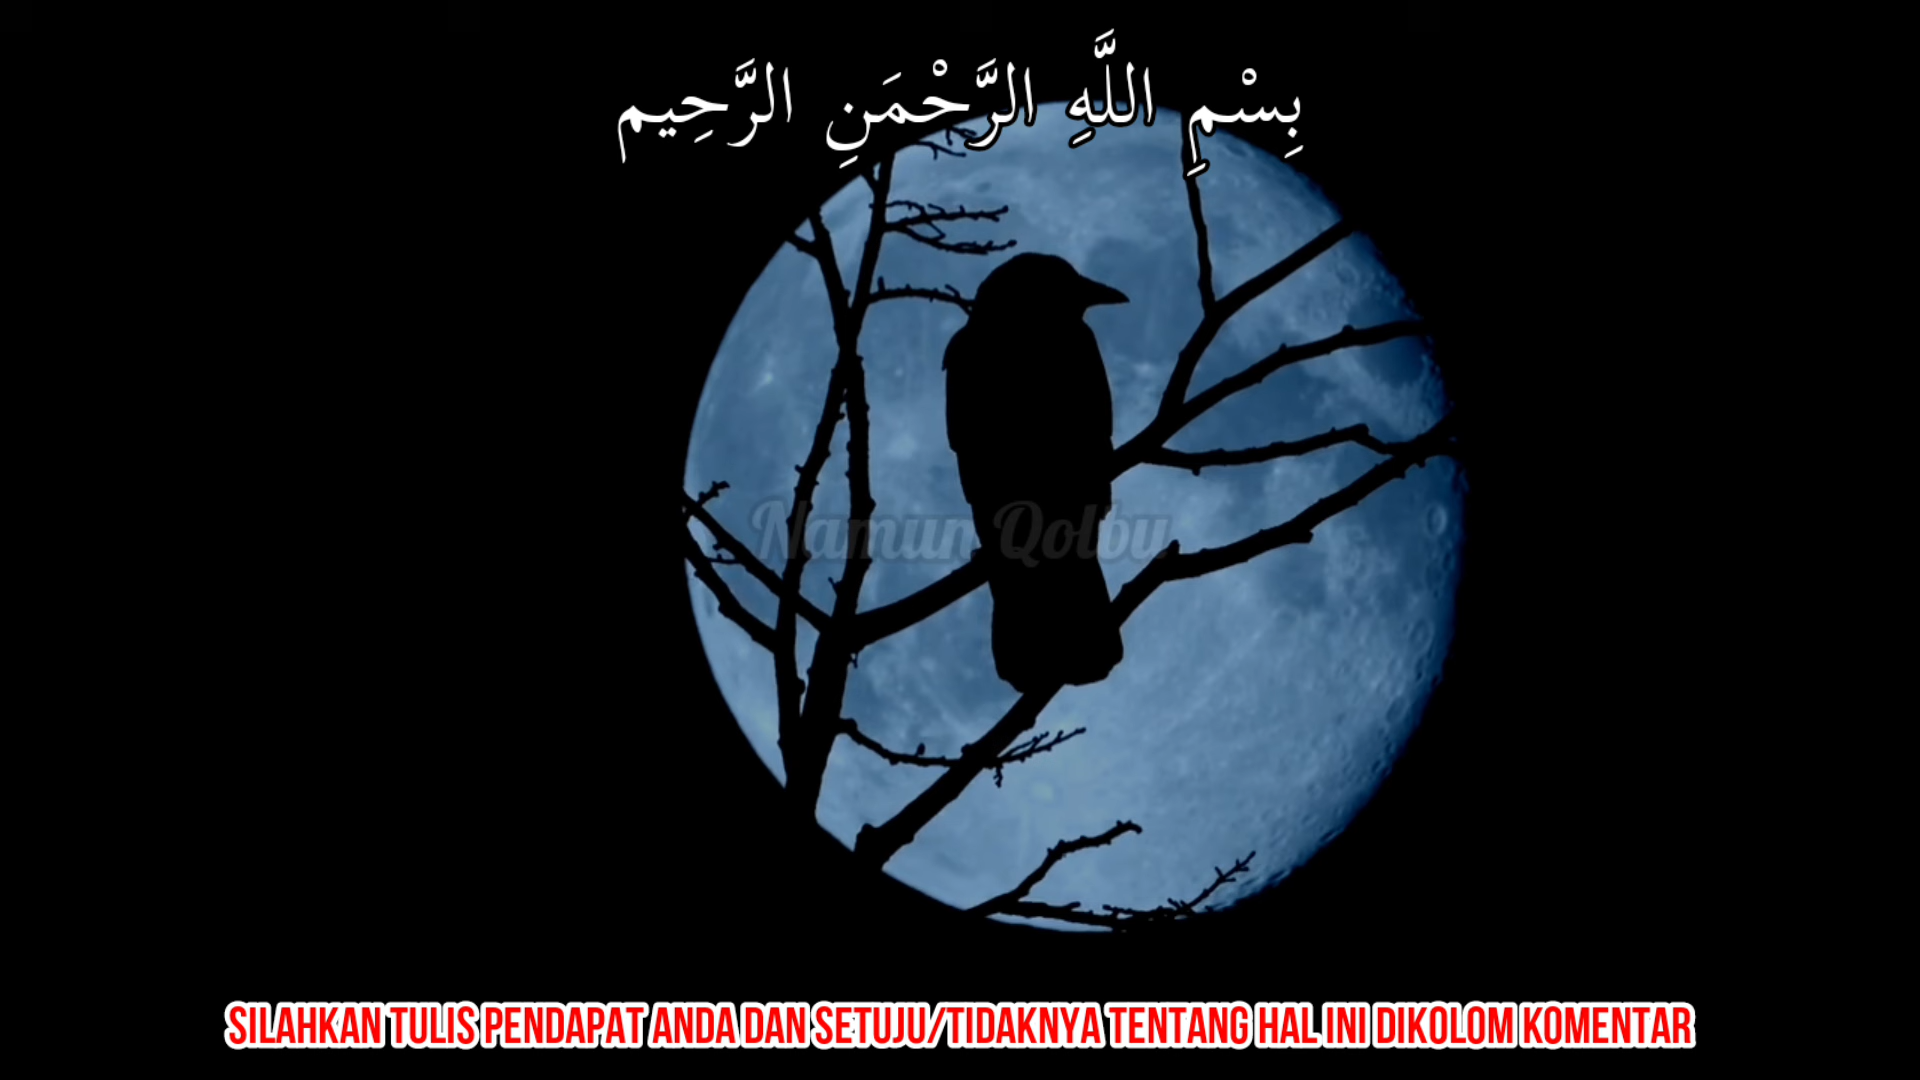 بِسْمِ اللَّهِ الرَّحْمَنِ الرَّحِيم
Namun Qolbu
SILAHKAN TULIS PENDAPAT ANDA DAN SETUJU/TIDAKNYA TENTANG HAL INI DIKOLOM KOMENTAR